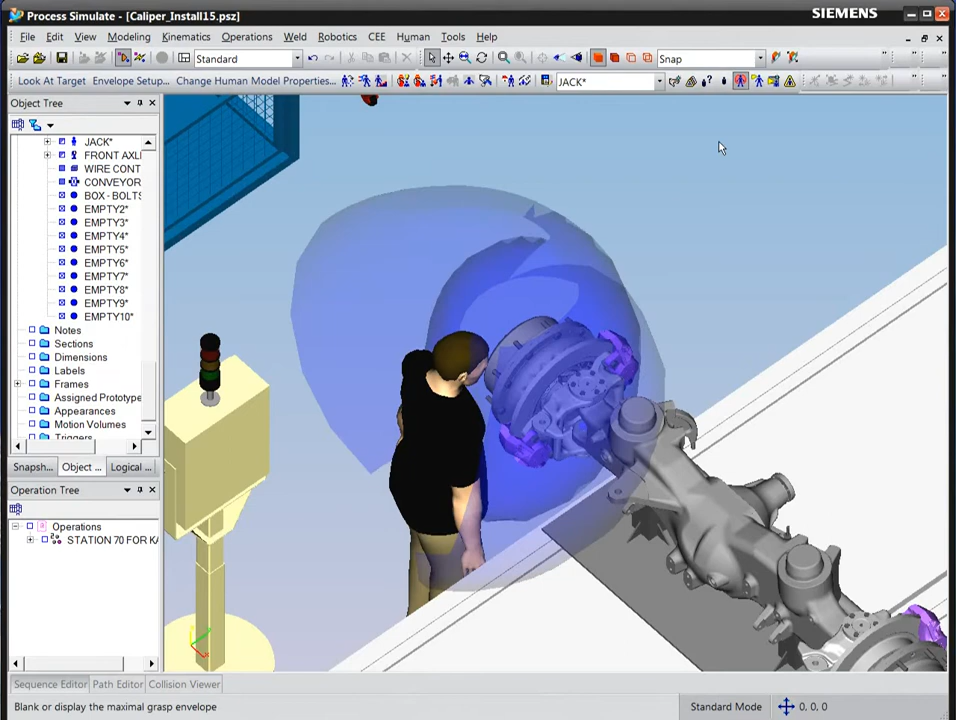 Process Simulate - [Caliper_Install15.psz]
SIEMENS
File Edit View Modeling Kinematics Operations Weld Robotics CEE Human Tools Help
Standard
Snap
Look At Target Envelope Setup... Change Human Model Properties...
JACK*
Object Tree
JACK*
FRONT AXL
WIRE CONT
CONVEYOR
BOX - BOLTS
EMPTY2*
EMPTY3*
EMPTY4*
EMPTY5*
EMPTY6*
EMPTY7*
EMPTY8*
EMPTY9*
EMPTY10*
Notes
Sections
Dimensions
Labels
Frames
Assigned Prototype
Appearances
Motion Volumes
Triggers
Snapsh... Object ... Logical ...
Operation Tree
Operations
STATION 70 FOR KA
Sequence Editor Path Editor Collision Viewer
Blank or display the maximal grasp envelope
Standard Mode
0, 0, 0